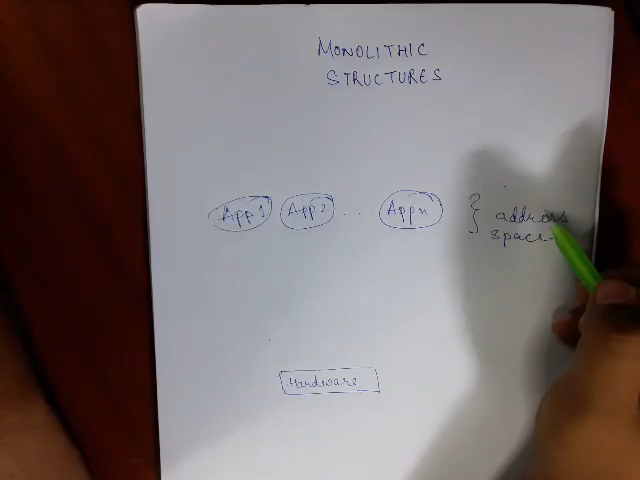 MONOLITHIC
STRUCTURES
App 1 App 2 ... App n } address
space
Hardware